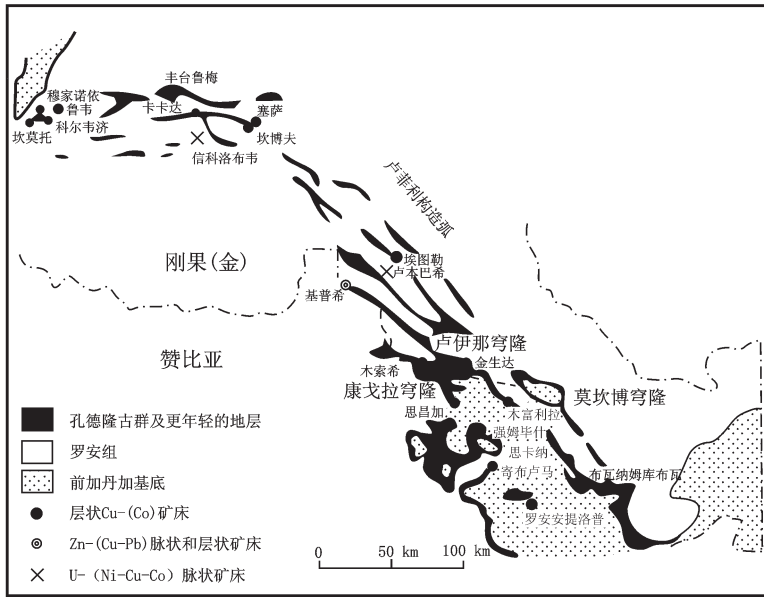 丰台鲁梅
穆家诺依
鲁韦
卡卡达
塞萨
坎莫托
科尔韦济
坎博夫
信科洛布韦
卢菲利构造弧
刚果(金)
埃图勒
卢本巴希
基普希
赞比亚
卢伊那穹隆
金生达
木索希
康戈拉穹隆
莫坎博穹隆
思昌加
木富利拉
强姆毕什
思卡纳
布瓦纳姆库布瓦
寄布卢马
罗安安提洛普
孔德隆古群及更年轻的地层
罗安组
前加丹加基底
层状Cu-(Co)矿床
Zn-(Cu-Pb)脉状和层状矿床
U-（Ni-Cu-Co）脉状矿床
0 50 km 100 km